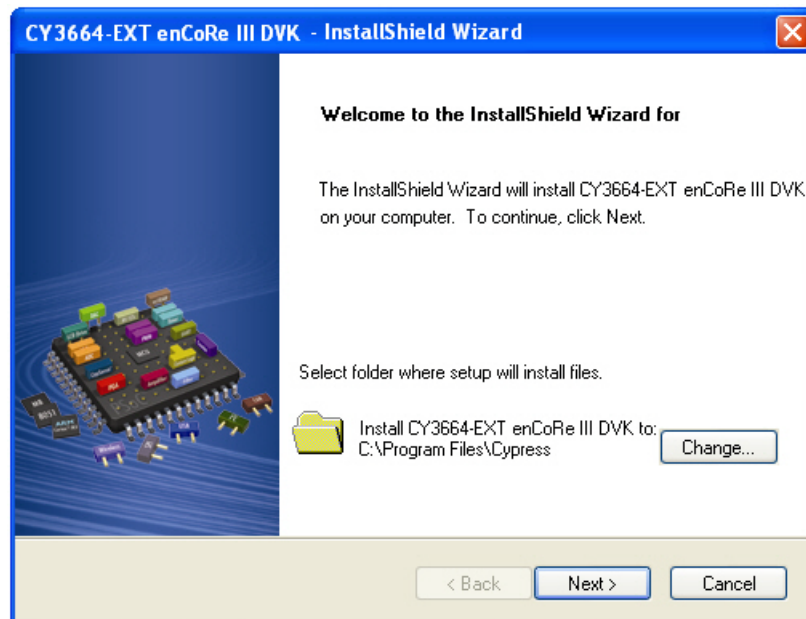 CY3664-EXT enCoRe III DVK - InstallShield Wizard
Welcome to the InstallShield Wizard for
The InstallShield Wizard will install CY3664-EXT enCoRe III DVK
on your computer. To continue, click Next.
Select folder where setup will install files.
Install CY3664-EXT enCoRe III DVK to:
C:\Program Files\Cypress
Change...
< Back
Next >
Cancel
8051
ARM